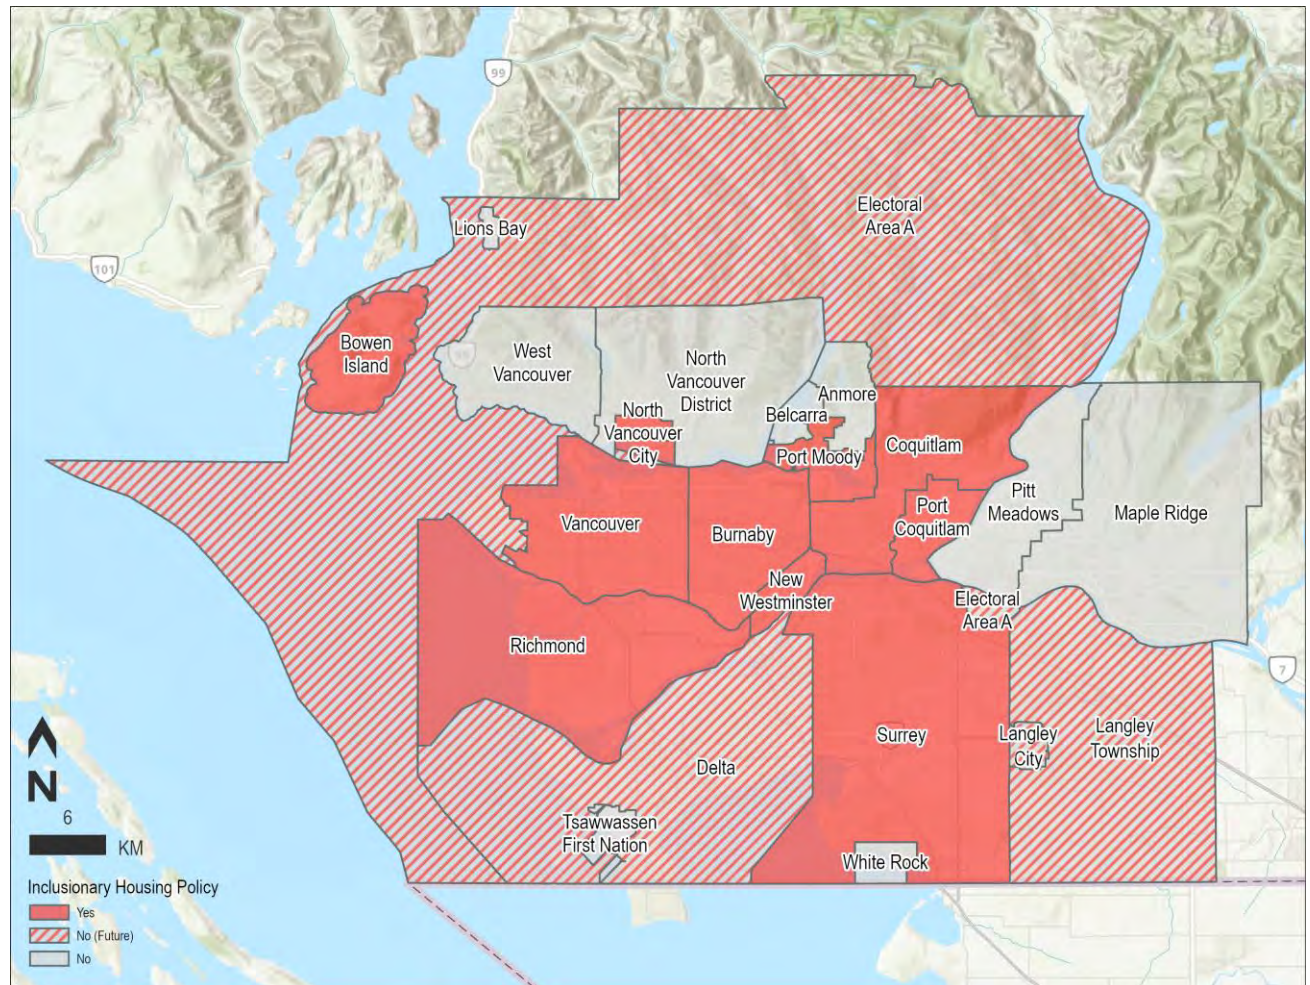 99
Electoral
Area A
Lions Bay
101
Bowen
Island
West
Vancouver
North
Vancouver
District
Anmore
Belcarra
North
Vancouver
City
Port Moody
Coquitlam
Pitt
Meadows
Maple Ridge
Port
Coquitlam
Vancouver
Burnaby
New
Westminster
Electoral
Area A
Richmond
7
Surrey
Langley
City
Langley
Township
Delta
Tsawwassen
First Nation
White Rock
N
6
KM
Inclusionary Housing Policy
Yes
No (Future)
No